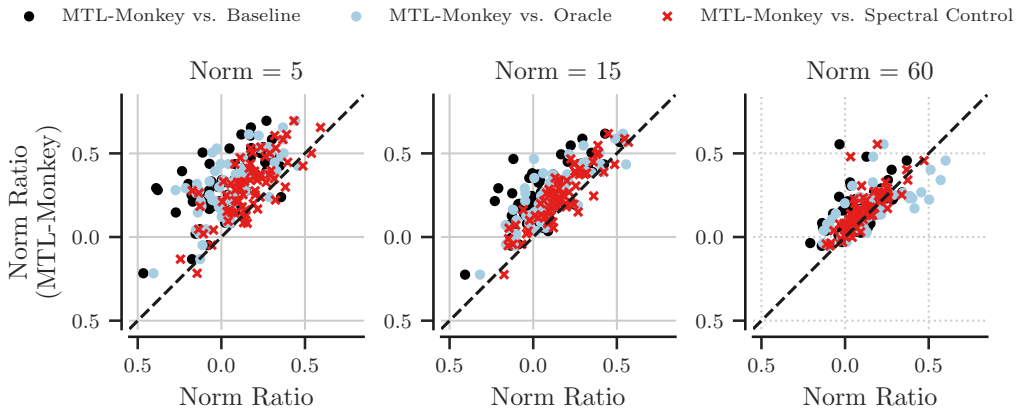 MTL-Monkey vs. Baseline MTL-Monkey vs. Oracle MTL-Monkey vs. Spectral Control
Norm = 5 Norm = 15 Norm = 60
Norm Ratio
(MTL-Monkey)
0.5
0.0
0.5
0.5 0.0 0.5
Norm Ratio
0.5
0.0
0.5
0.5 0.0 0.5
Norm Ratio
0.5
0.0
0.5
0.5 0.0 0.5
Norm Ratio